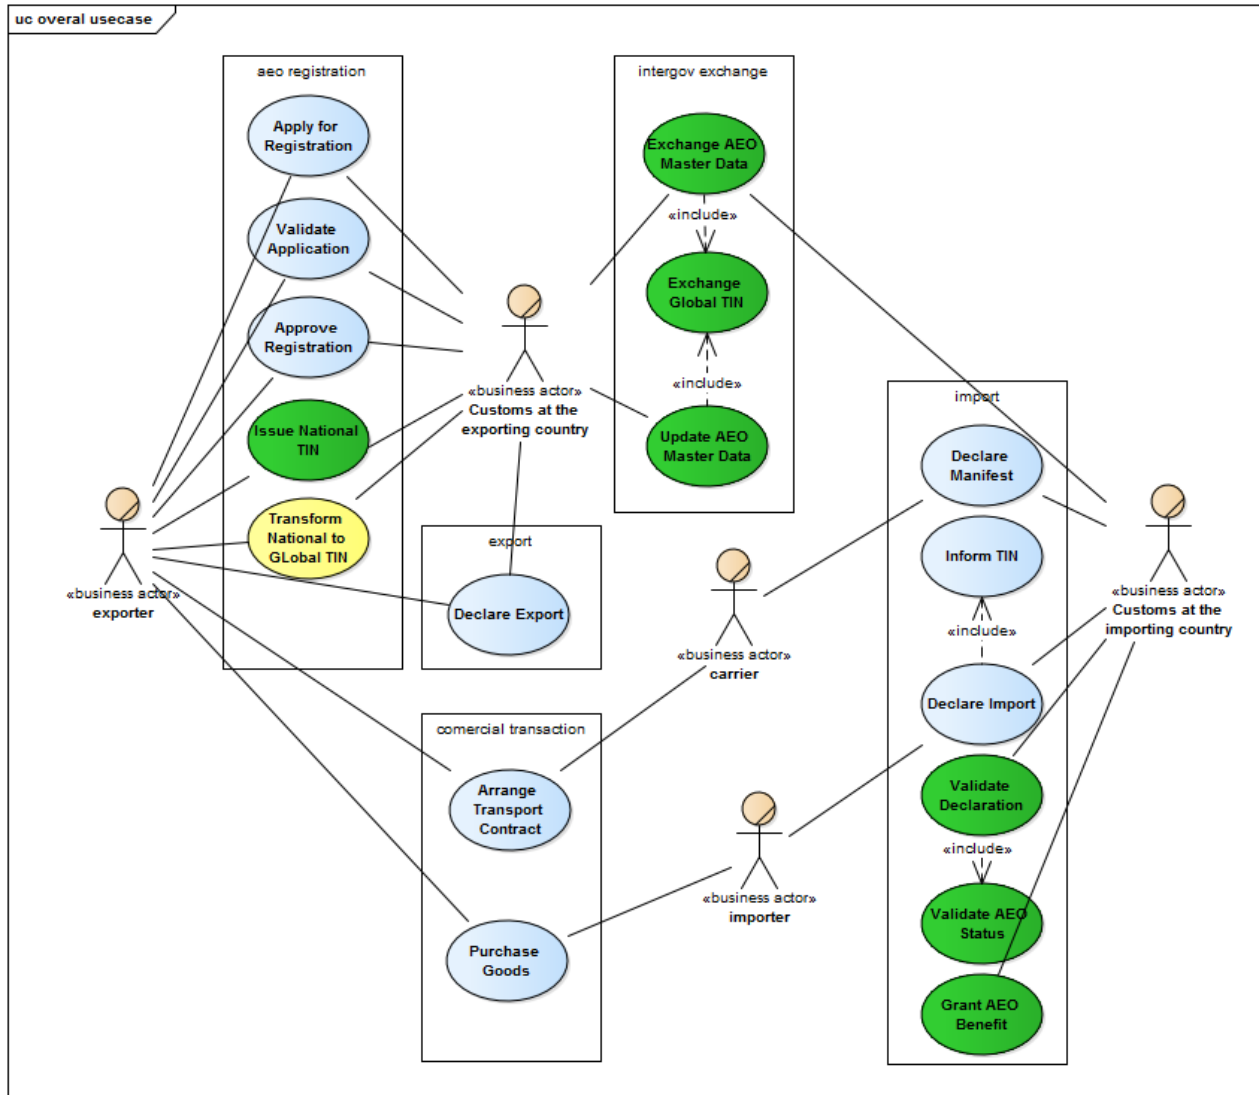 uc overal usecase
aeo registration
Apply for
Registration
Validate
Application
Approve
Registration
Issue National
TIN
Transform
National to
GLobal TIN
intergov exchange
Exchange AEO
Master Data
«include»
Exchange
Global TIN
«include»
Update AEO
Master Data
«business actor»
Customs at the
exporting country
«business actor»
exporter
export
Declare Export
comercial transaction
Arrange
Transport
Contract
Purchase
Goods
«business actor»
carrier
«business actor»
importer
import
Declare
Manifest
Inform TIN
«include»
Declare Import
Validate
Declaration
«include»
Validate AEO
Status
Grant AEO
Benefit
«business actor»
Customs at the
importing country